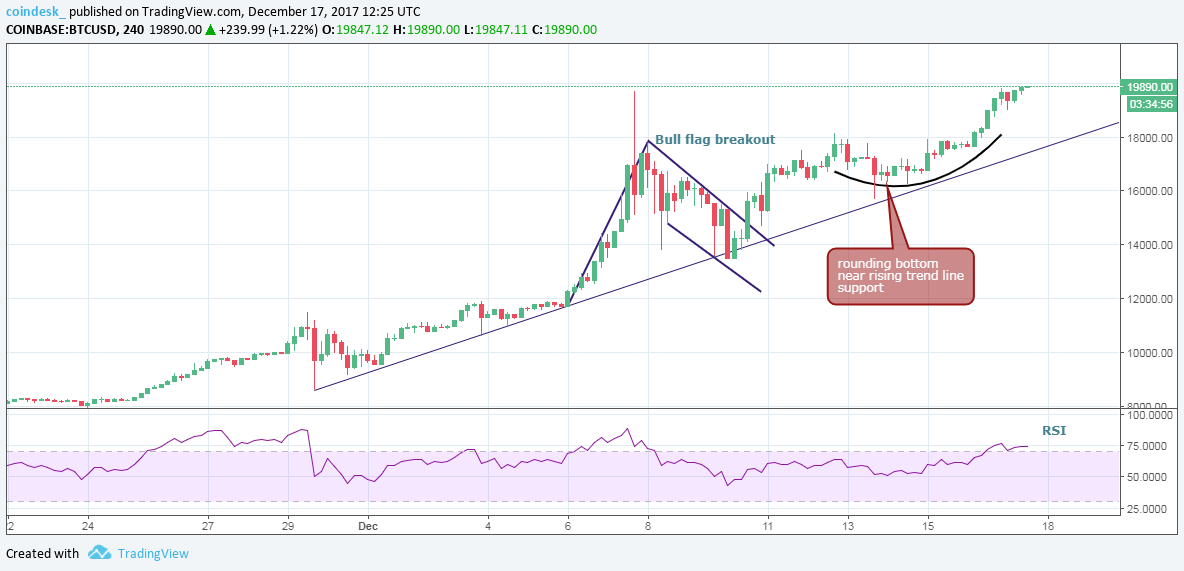 coindesk_ published on TradingView.com, December 17, 2017 12:25 UTC
COINBASE:BTCUSD, 240 19890.00 ▲ +239.99 (+1.22%) O:19847.12 H:19890.00 L:19847.11 C:19890.00
19890.00
03:34:56
Bull flag breakout
18000.00
16000.00
14000.00
rounding bottom
near rising trend line
support
12000.00
10000.00
8000.00
100.0000
RSI
75.0000
50.0000
25.0000
2 24 27 29 Dec 4 6 8 11 13 15 18
Created with TradingView